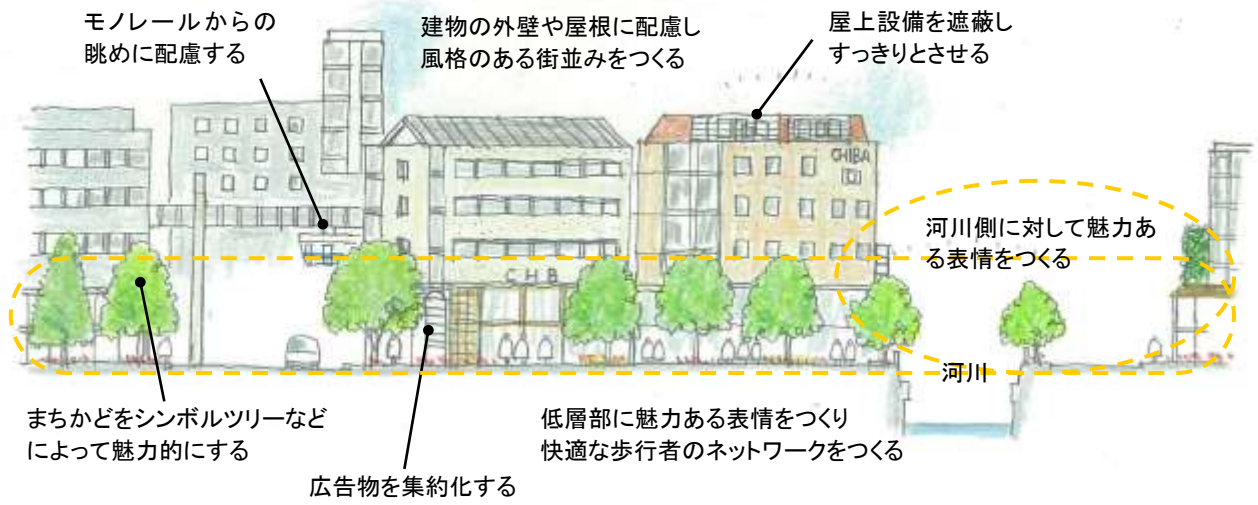 モノレールからの
眺めに配慮する
建物の外壁や屋根に配慮し
風格のある街並みをつくる
屋上設備を遮蔽し
すっきりとさせる
CHIBA
河川側に対して魅力あ
る表情をつくる
C.H.B
河川
まちかどをシンボルツリーなど
によって魅力的にする
低層部に魅力ある表情をつくり
快適な歩行者のネットワークをつくる
広告物を集約化する